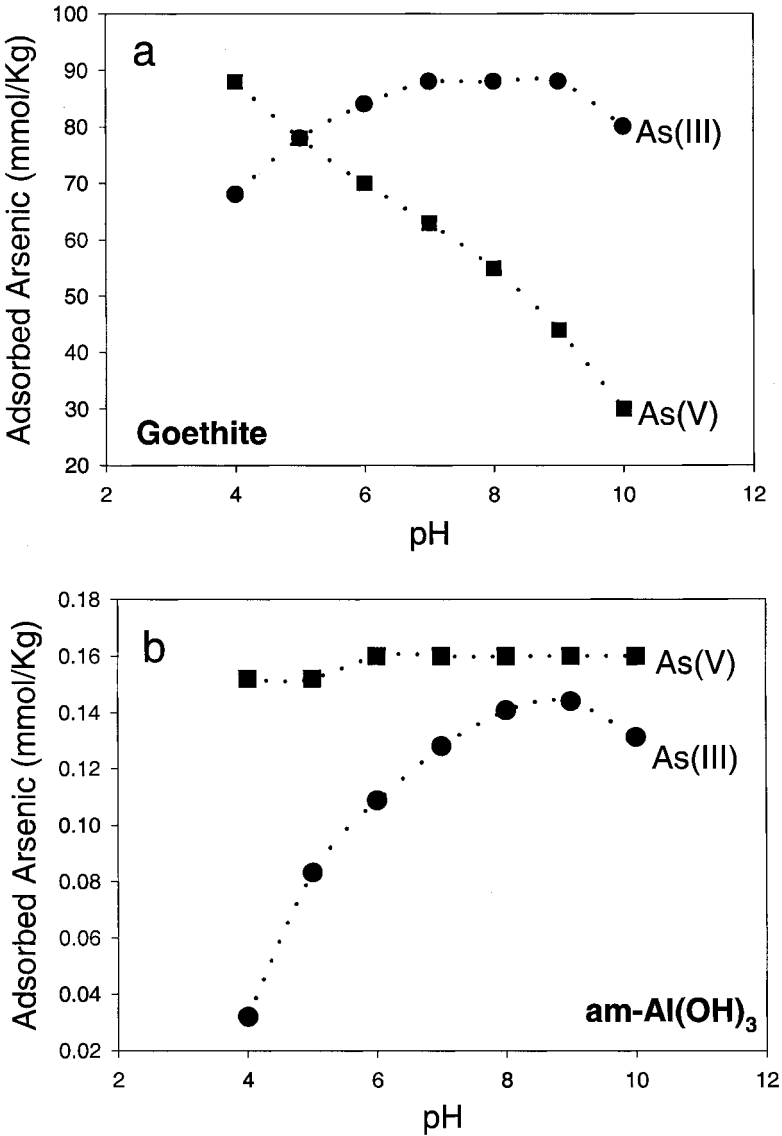 a
Adsorbed Arsenic (mmol/Kg)
100
90
80
70
60
50
40
30
20
As(III)
As(V)
Goethite
2 4 6 8 10 12
pH
b
Adsorbed Arsenic (mmol/Kg)
0.18
0.16
0.14
0.12
0.10
0.08
0.06
0.04
0.02
As(V)
As(III)
am-Al(OH)₃
2 4 6 8 10 12
pH